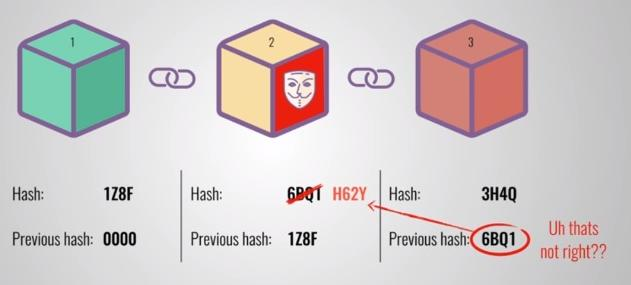 1
2
3
Hash: 1Z8F
Previous hash: 0000
Hash: 6BQ1 H62Y
Previous hash: 1Z8F
Hash: 3H4Q
Previous hash: 6BQ1
Uh thats
not right??